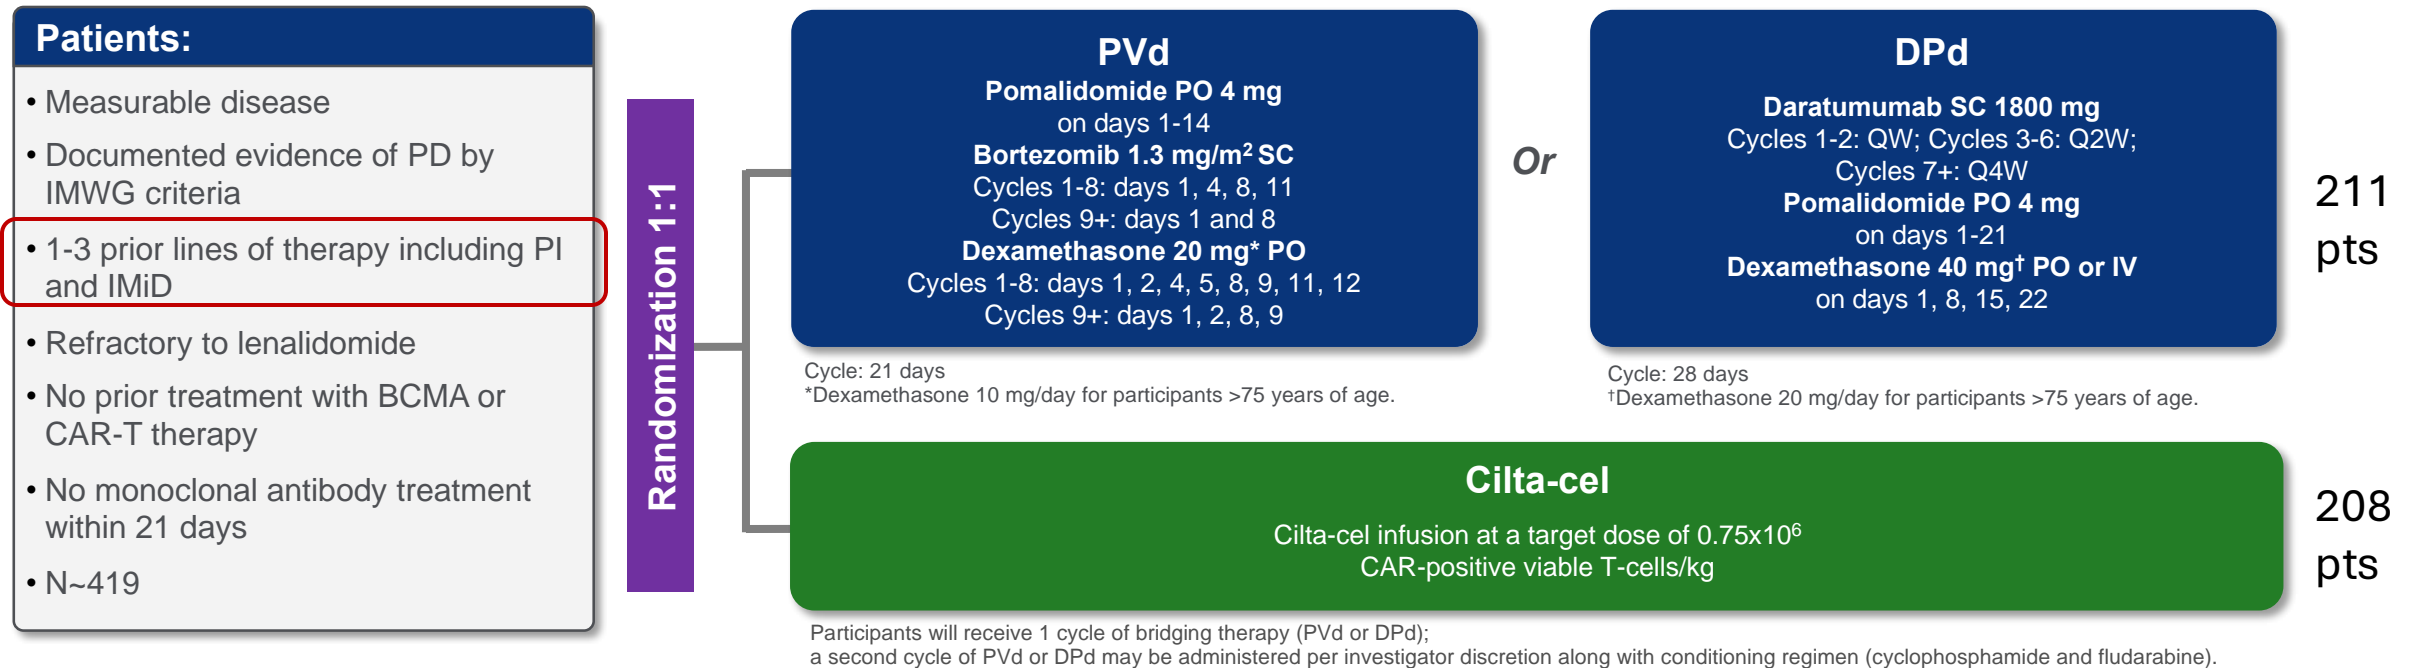 Patients:
• Measurable disease
• Documented evidence of PD by
IMWG criteria
• 1-3 prior lines of therapy including PI
and IMiD
• Refractory to lenalidomide
• No prior treatment with BCMA or
CAR-T therapy
• No monoclonal antibody treatment
within 21 days
• N~419
Randomization 1:1
PVd
Pomalidomide PO 4 mg
on days 1-14
Bortezomib 1.3 mg/m² SC
Cycles 1-8: days 1, 4, 8, 11
Cycles 9+: days 1 and 8
Dexamethasone 20 mg* PO
Cycles 1-8: days 1, 2, 4, 5, 8, 9, 11, 12
Cycles 9+: days 1, 2, 8, 9
Cycle: 21 days
*Dexamethasone 10 mg/day for participants >75 years of age.
Or
DPd
Daratumumab SC 1800 mg
Cycles 1-2: QW; Cycles 3-6: Q2W;
Cycles 7+: Q4W
Pomalidomide PO 4 mg
on days 1-21
Dexamethasone 40 mg† PO or IV
on days 1, 8, 15, 22
Cycle: 28 days
†Dexamethasone 20 mg/day for participants >75 years of age.
211
pts
Cilta-cel
Cilta-cel infusion at a target dose of 0.75x10⁶
CAR-positive viable T-cells/kg
208
pts
Participants will receive 1 cycle of bridging therapy (PVd or DPd);
a second cycle of PVd or DPd may be administered per investigator discretion along with conditioning regimen (cyclophosphamide and fludarabine).